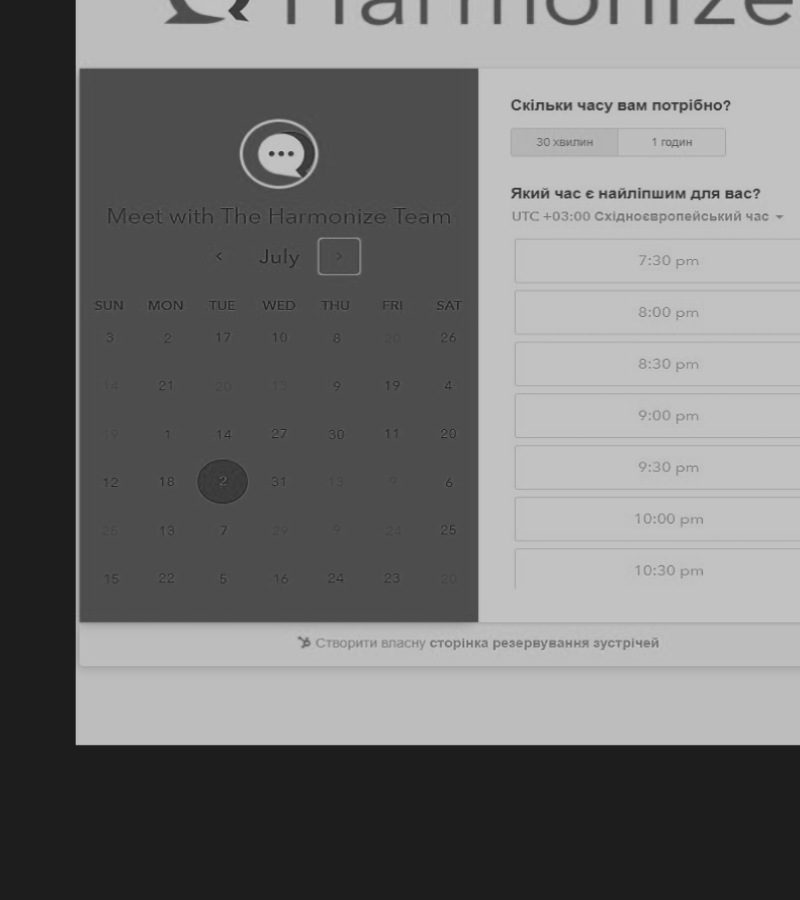 Harmonize
Meet with The Harmonize Team
< July >
SUN MON TUE WED THU FRI SAT
3 2 17 10 8 20 26
14 21 20 13 9 19 4
19 1 14 27 30 11 20
12 18 2 31 13 9 6
25 13 7 29 9 24 25
15 22 5 16 24 23 20
Скільки часу вам потрібно?
30 хвилин 1 годин
Який час є найліпшим для вас?
UTC +03:00 Східноєвропейський час
7:30 pm
8:00 pm
8:30 pm
9:00 pm
9:30 pm
10:00 pm
10:30 pm
Створити власну сторінка резервування зустрічей